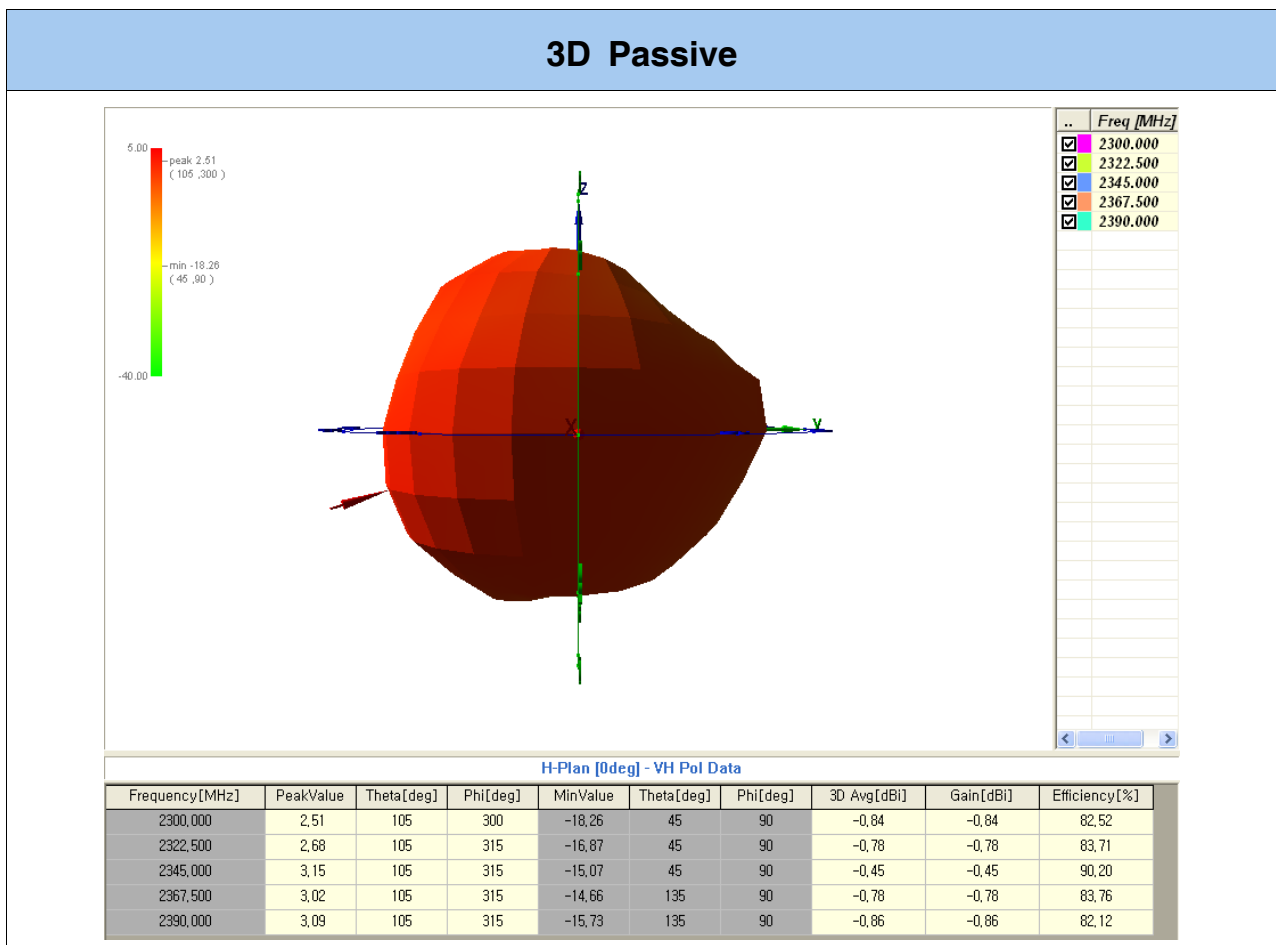 3D Passive
5.00
peak 2.51
( 105 ,300 )
min -18.26
( 45 ,90 )
-40.00
Z
X
Y
.. Freq [MHz]
2300.000
2322.500
2345.000
2367.500
2390.000
H-Plan [0deg] - VH Pol Data
Frequency[MHz] PeakValue Theta[deg] Phi[deg] MinValue Theta[deg] Phi[deg] 3D Avg[dBi] Gain[dBi] Efficiency[%]
2300,000 2,51 105 300 -18,26 45 90 -0,84 -0,84 82,52
2322,500 2,68 105 315 -16,87 45 90 -0,78 -0,78 83,71
2345,000 3,15 105 315 -15,07 45 90 -0,45 -0,45 90,20
2367,500 3,02 105 315 -14,66 135 90 -0,78 -0,78 83,76
2390,000 3,09 105 315 -15,73 135 90 -0,86 -0,86 82,12